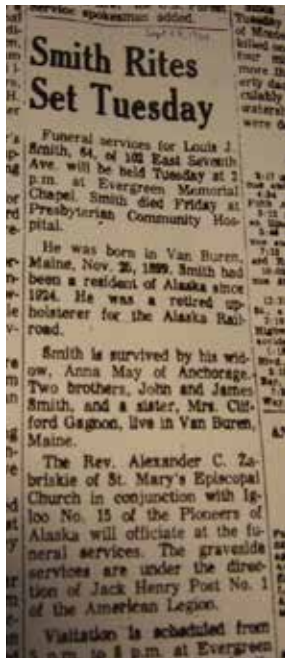 service spokesman added.
Smith Rites
Set Tuesday
Funeral services for Louis J.
Smith, 64, of 102 East Seventh
Ave. will be held Tuesday at
p.m. at Evergreen Memorial
Chapel. Smith died Friday at
Presbyterian Community Hos-
pital.
He was born in Van Buren,
Maine, Nov. 1899. Smith had
been a resident of Alaska since
1924. He was a retired up-
holsterer for the Alaska Rail-
road.
Smith is survived by his wid-
ow, Anna May of Anchorage.
Two brothers, John and James
Smith, and a sister, Mrs. Clif-
ford Gagnon, live in Van Buren,
Maine.
The Rev. Alexander C. Za-
briskie of St. Mary's Episcopal
Church in conjunction with Ig-
loo No. 15 of the Pioneers of
Alaska will officiate at the fu-
neral services. The graveside
services are under the direc-
tion of Jack Henry Post No. 1
of the American Legion.
Visitation is scheduled from
p.m. to 8 p.m. at Evergreen